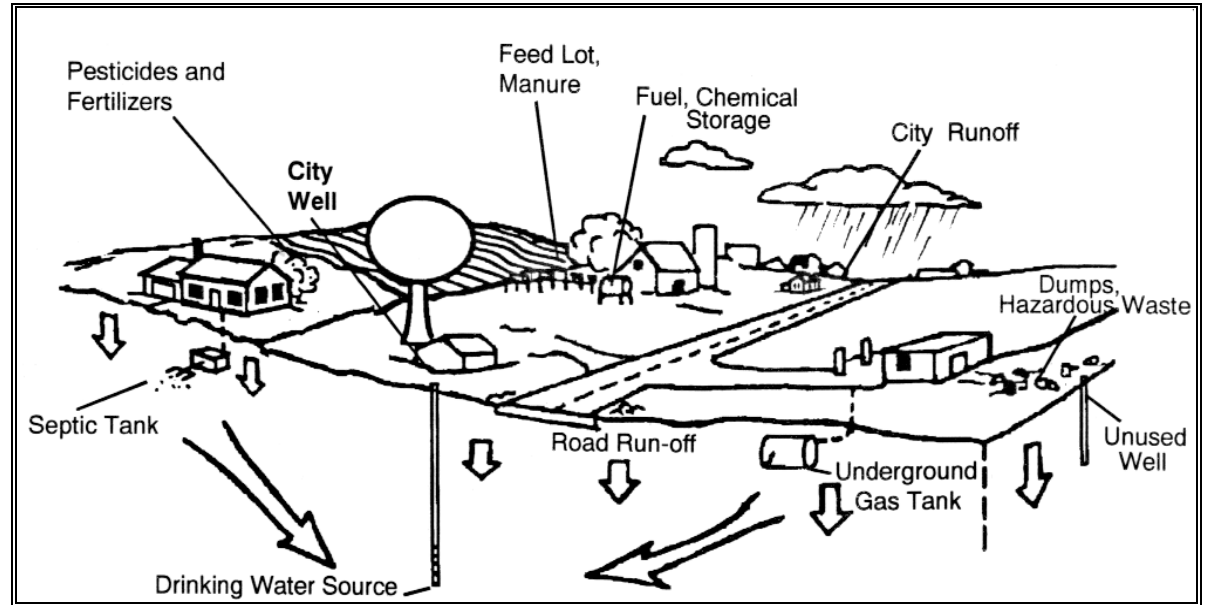 Pesticides and
Fertilizers
City
Well
Feed Lot,
Manure
Fuel, Chemical
Storage
City Runoff
Dumps,
Hazardous Waste
Septic Tank
Road Run-off
Underground
Gas Tank
Unused
Well
Drinking Water Source